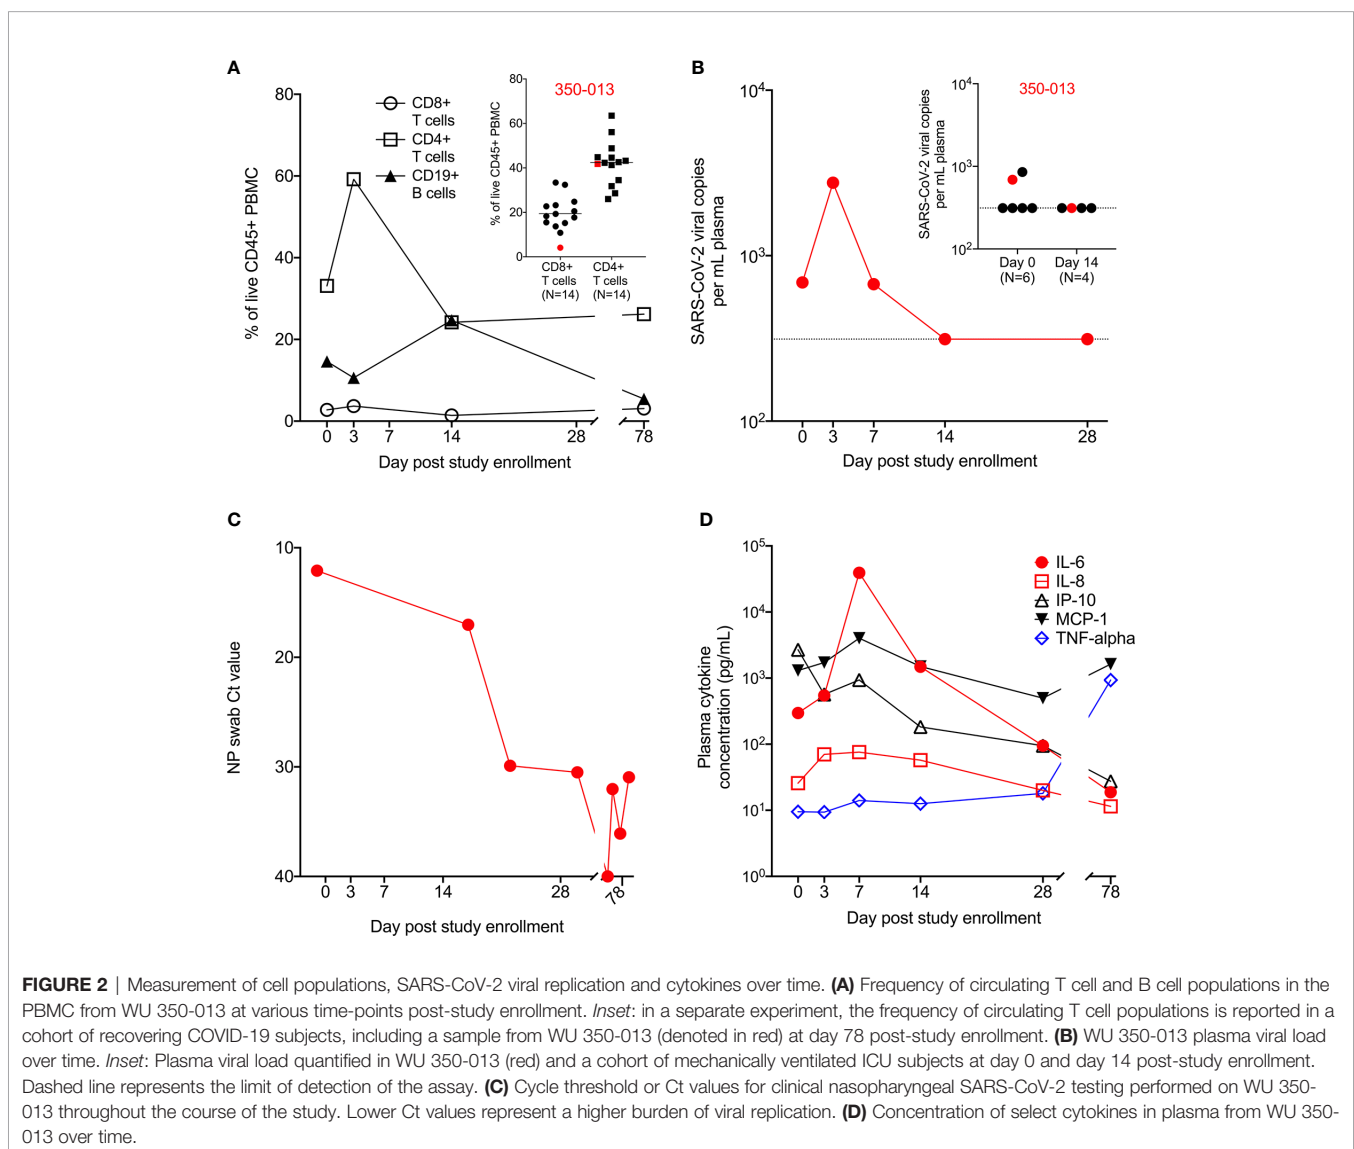 A
80
60
40
20
0
% of live CD45+ PBMC
CD8+
T cells
CD4+
T cells
CD19+
B cells
0 3 7 14 28 78
Day post study enrollment
80
60
40
20
0
% of live CD45+ PBMC
350-013
CD8+ CD4+
T cells T cells
(N=14) (N=14)
B
10⁴
10³
10²
SARS-CoV-2 viral copies
per mL plasma
0 3 7 14 28
Day post study enrollment
10⁴
10³
10²
SARS-CoV-2 viral copies
per mL plasma
350-013
Day 0 Day 14
(N=6) (N=4)
C
10
20
30
40
NP swab Ct value
0 3 7 14 28 78
Day post study enrollment
D
10⁵
10⁴
10³
10²
10¹
10⁰
Plasma cytokine
concentration (pg/mL)
IL-6
IL-8
IP-10
MCP-1
TNF-alpha
0 3 7 14 28 78
Day post study enrollment
FIGURE 2 | Measurement of cell populations, SARS-CoV-2 viral replication and cytokines over time. (A) Frequency of circulating T cell and B cell populations in the
PBMC from WU 350-013 at various time-points post-study enrollment. Inset: in a separate experiment, the frequency of circulating T cell populations is reported in a
cohort of recovering COVID-19 subjects, including a sample from WU 350-013 (denoted in red) at day 78 post-study enrollment. (B) WU 350-013 plasma viral load
over time. Inset: Plasma viral load quantified in WU 350-013 (red) and a cohort of mechanically ventilated ICU subjects at day 0 and day 14 post-study enrollment.
Dashed line represents the limit of detection of the assay. (C) Cycle threshold or Ct values for clinical nasopharyngeal SARS-CoV-2 testing performed on WU 350-
013 throughout the course of the study. Lower Ct values represent a higher burden of viral replication. (D) Concentration of select cytokines in plasma from WU 350-
013 over time.